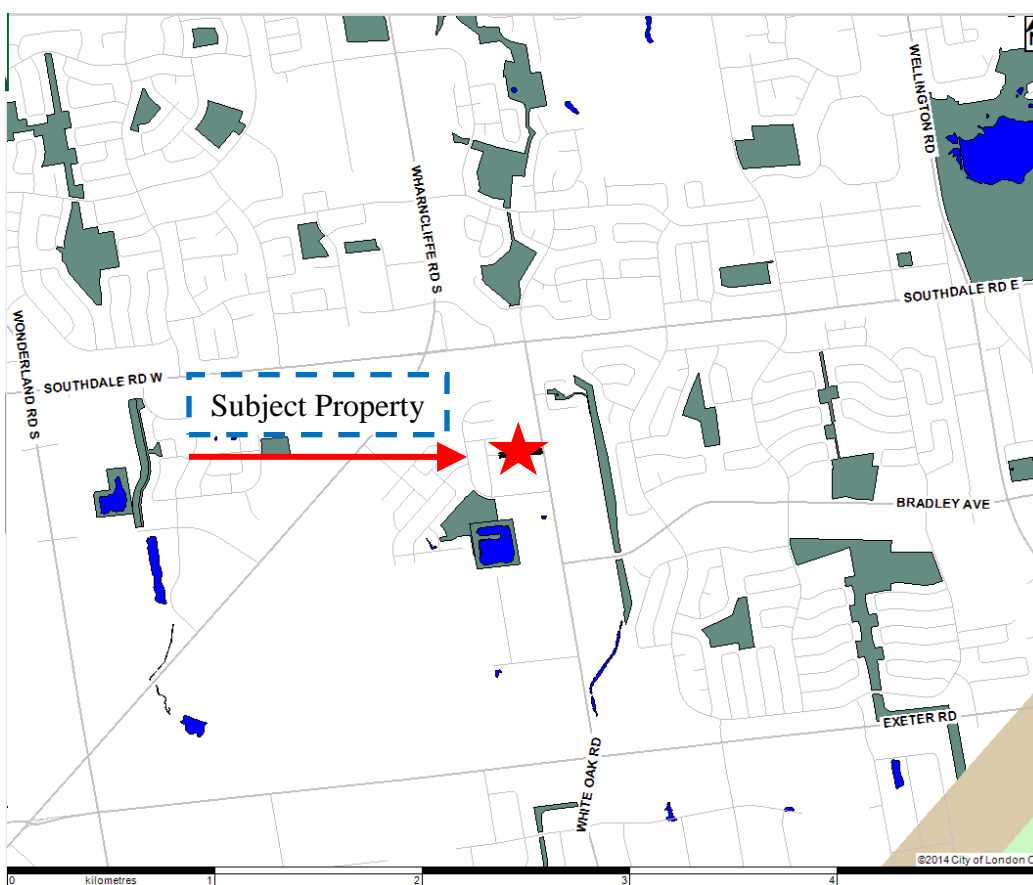 WELLINGTON RD
WHARNCLIFFE RD S
SOUTHDALE RD E
WONDERLAND RD S
SOUTHDALE RD W
Subject Property
BRADLEY AVE
EXETER RD
WHITE OAK RD
©2014 City of London
0 kilometres 1 2 3 4